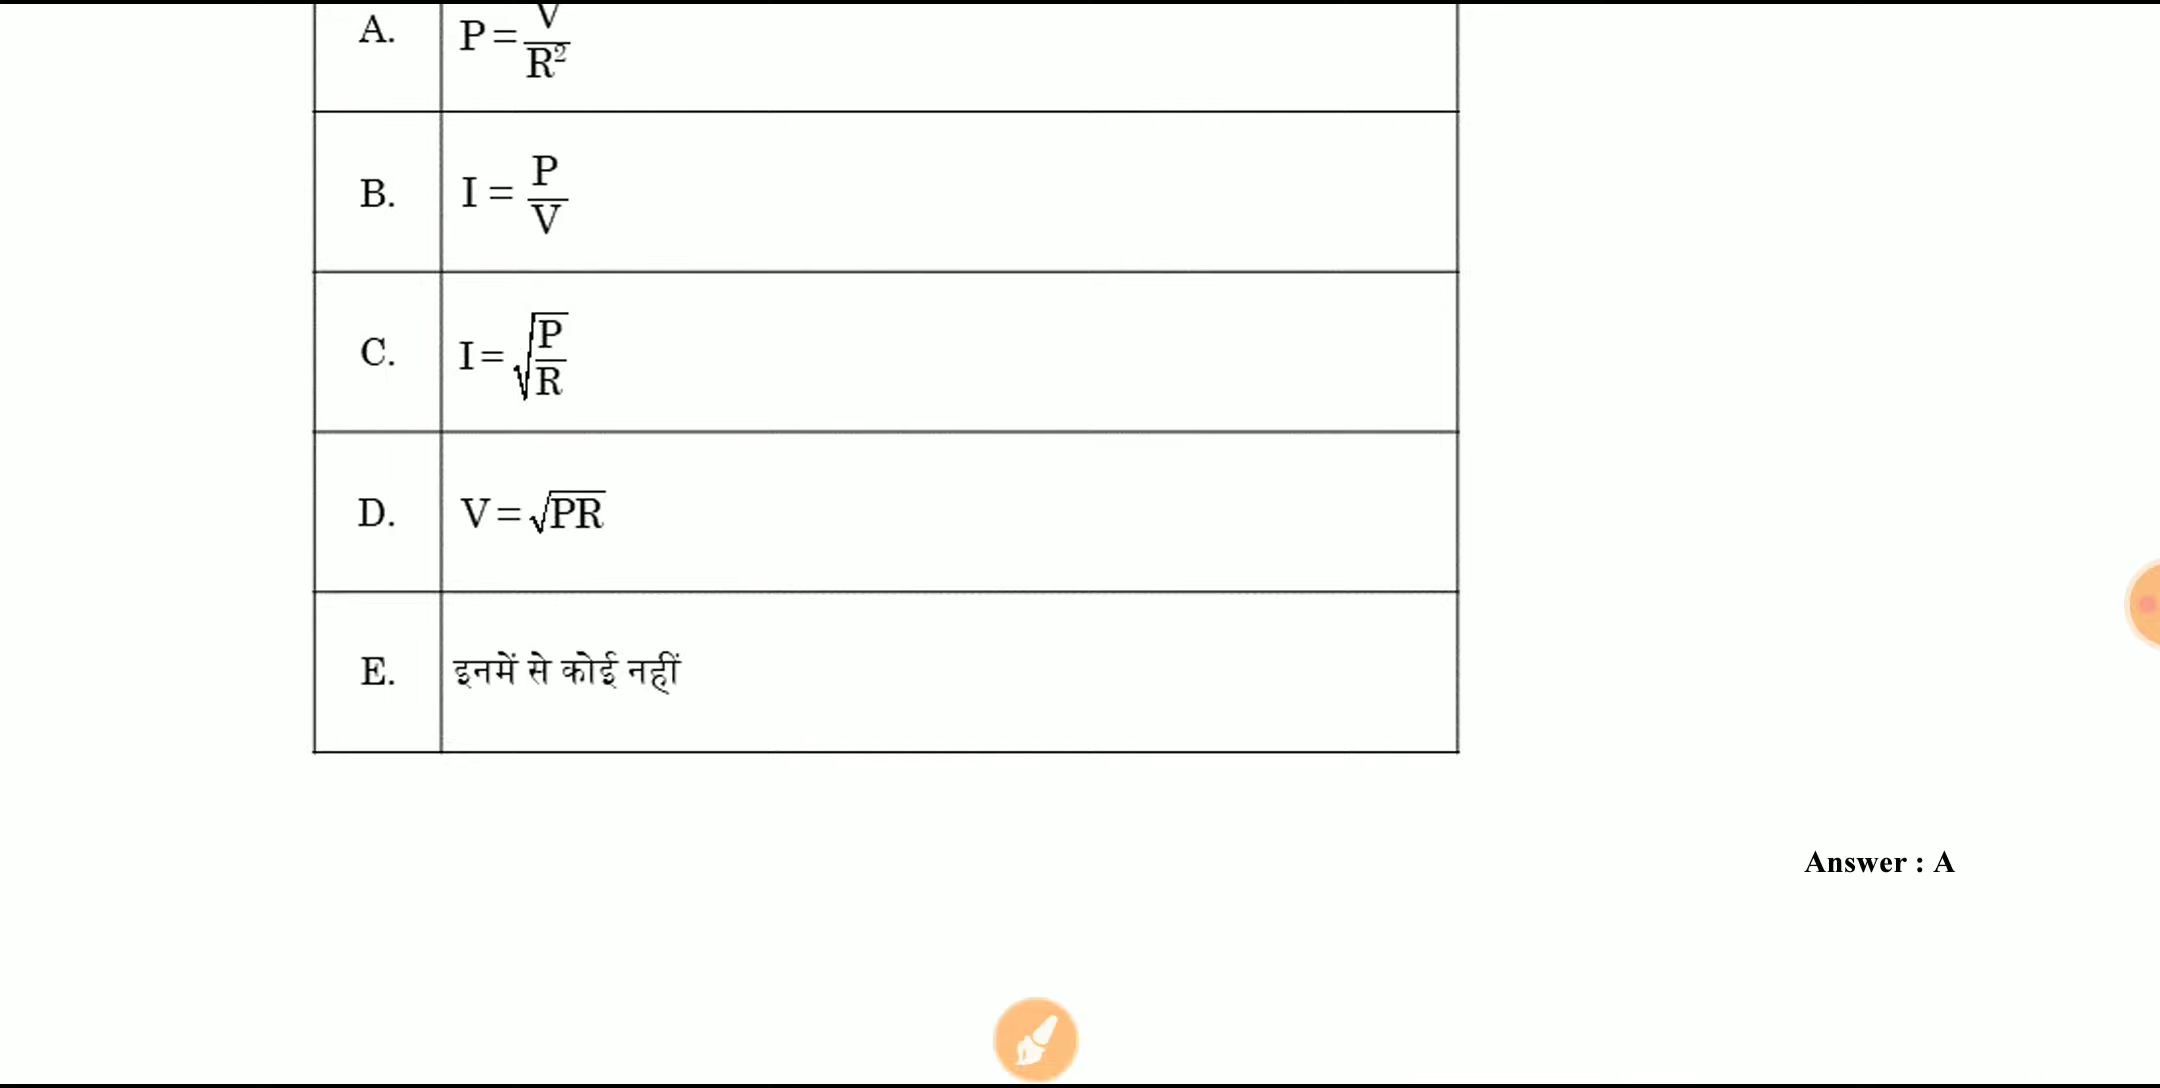 A. P = V/R²
B. I = P/V
C. I = √(P/R)
D. V = √PR
E. इनमें से कोई नहीं
Answer : A